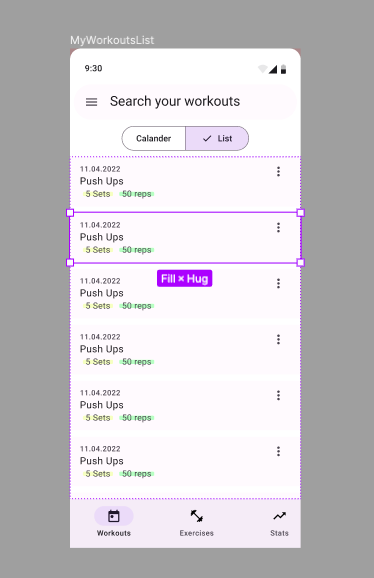 MyWorkoutsList
9:30
Search your workouts
Calander List
11.04.2022
Push Ups
5 Sets 50 reps
11.04.2022
Push Ups
5 Sets 50 reps
Fill × Hug
11.04.2022
Push Ups
5 Sets 50 reps
11.04.2022
Push Ups
5 Sets 50 reps
11.04.2022
Push Ups
5 Sets 50 reps
11.04.2022
Push Ups
5 Sets 50 reps
Workouts Exercises Stats